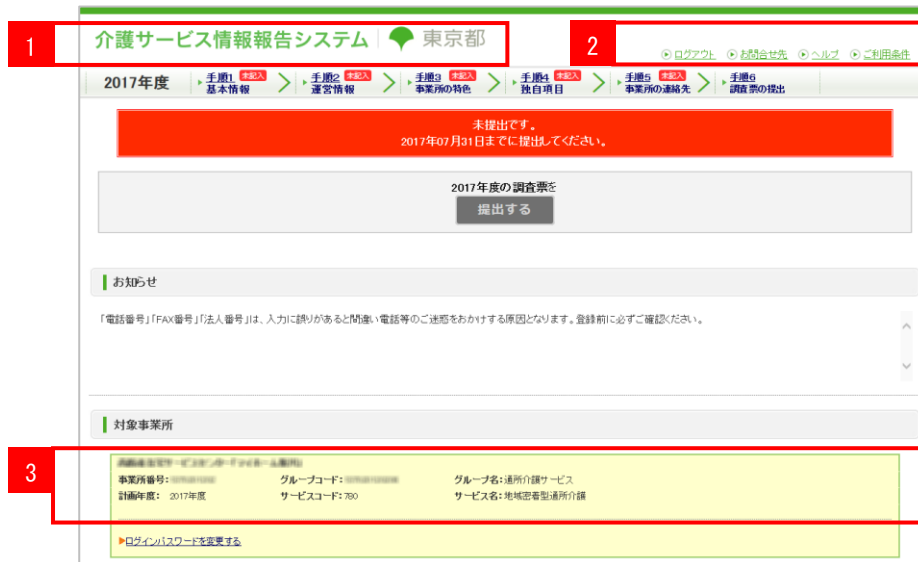 1
介護サービス情報報告システム 東京都
2
ログアウト お問合せ先 ヘルプ ご利用条件
2017年度 手順1 未記入 手順2 未記入 手順3 未記入 手順4 未記入 手順5 未記入 手順6
基本情報 運営情報 事業所の特色 独自項目 事業所の連絡先 調査票の提出
未提出です。
2017年07月31日までに提出してください。
2017年度の調査票を
提出する
お知らせ
「電話番号」「FAX番号」「法人番号」は、入力に誤りがあると間違い電話等のご迷惑をおかけする原因となります。登録前に必ずご確認ください。
対象事業所
3
事業所番号: グループコード: グループ名:通所介護サービス
計画年度: 2017年度 サービスコード:780 サービス名:地域密着型通所介護
ログインパスワードを変更する